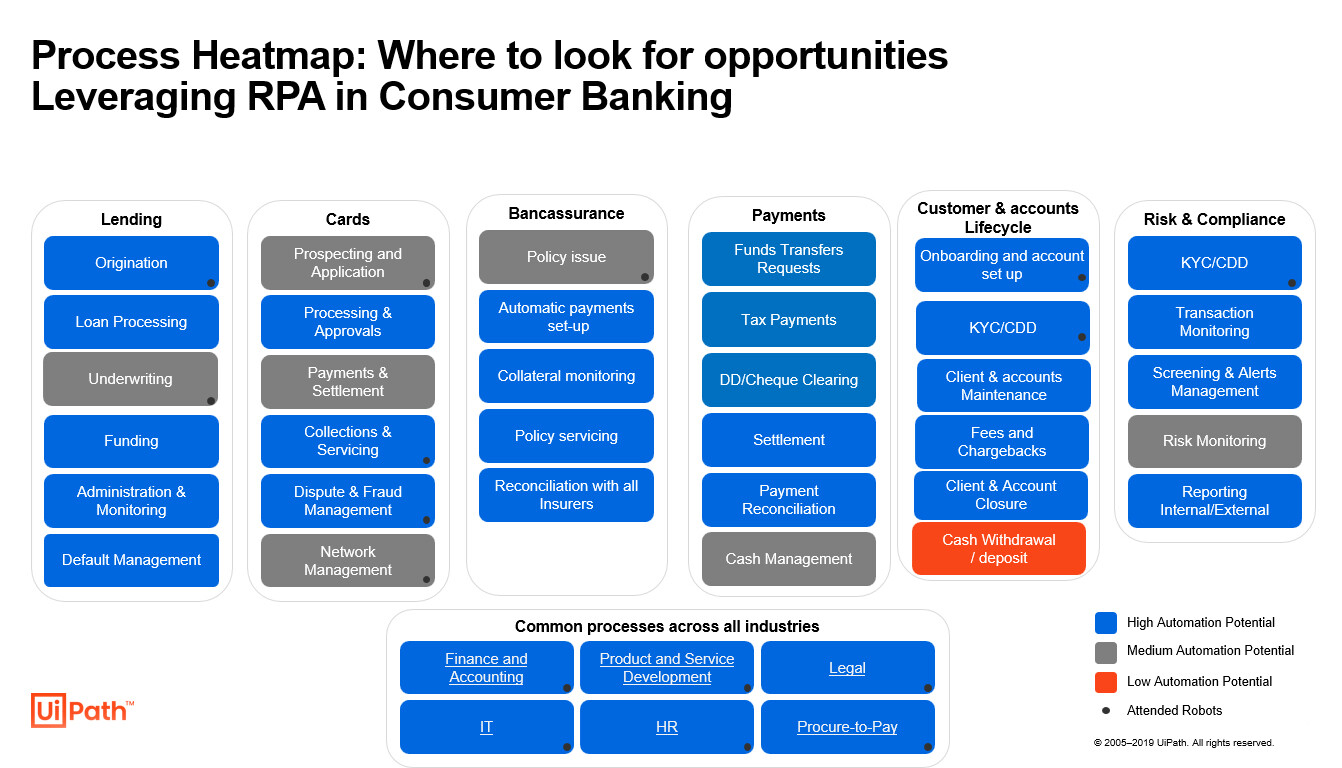 Process Heatmap: Where to look for opportunities
Leveraging RPA in Consumer Banking
Lending
Origination
Loan Processing
Underwriting
Funding
Administration &
Monitoring
Default Management
Cards
Prospecting and
Application
Processing &
Approvals
Payments &
Settlement
Collections &
Servicing
Dispute & Fraud
Management
Network
Management
Bancassurance
Policy issue
Automatic payments
set-up
Collateral monitoring
Policy servicing
Reconciliation with all
Insurers
Payments
Funds Transfers
Requests
Tax Payments
DD/Cheque Clearing
Settlement
Payment
Reconciliation
Cash Management
Customer & accounts
Lifecycle
Onboarding and account
set up
KYC/CDD
Client & accounts
Maintenance
Fees and
Chargebacks
Client & Account
Closure
Cash Withdrawal
/ deposit
Risk & Compliance
KYC/CDD
Transaction
Monitoring
Screening & Alerts
Management
Risk Monitoring
Reporting
Internal/External
Common processes across all industries
Finance and
Accounting
Product and Service
Development
Legal
IT
HR
Procure-to-Pay
High Automation Potential
Medium Automation Potential
Low Automation Potential
Attended Robots
© 2005–2019 UiPath. All rights reserved.
UiPath™